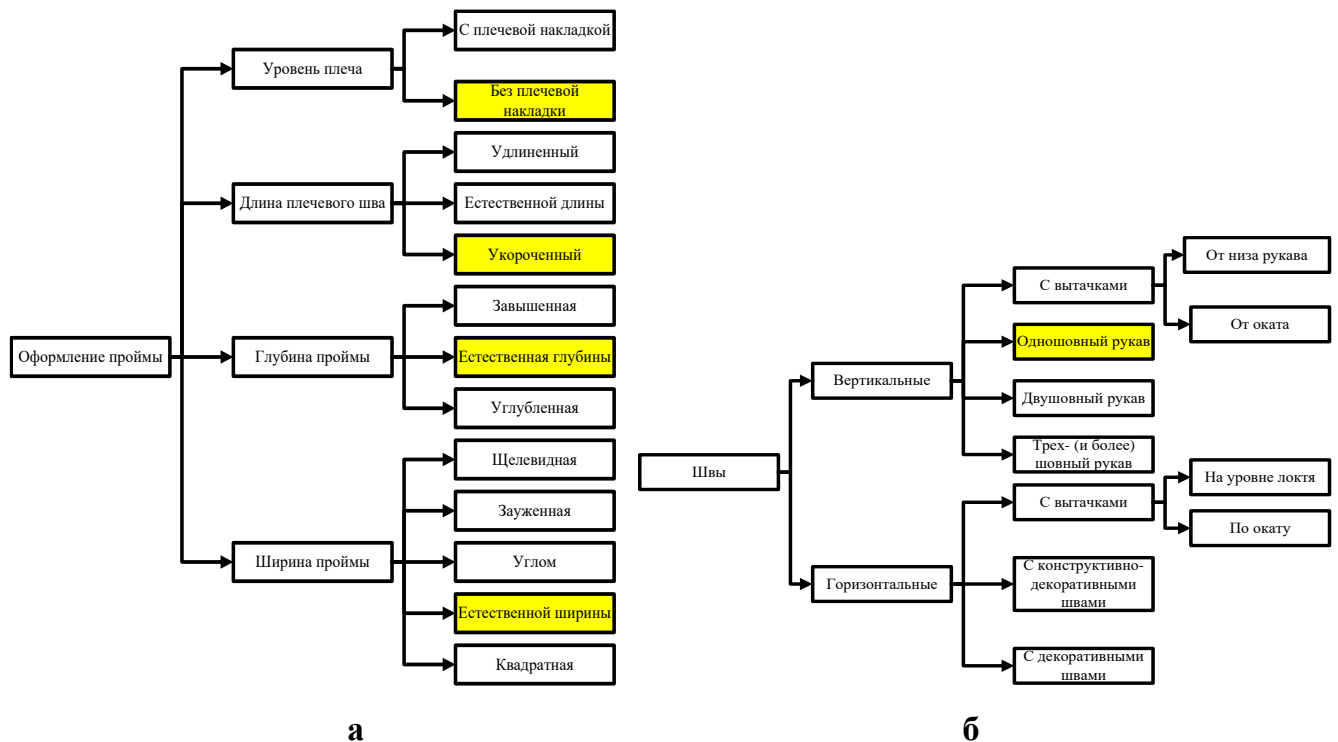 Оформление проймы
Уровень плеча
С плечевой накладкой
Без плечевой
накладки
Длина плечевого шва
Удлиненный
Естественной длины
Укороченный
Глубина проймы
Завышенная
Естественная глубины
Углубленная
Ширина проймы
Щелевидная
Зауженная
Углом
Естественной ширины
Квадратная
а
Швы
Вертикальные
С вытачками
От низа рукава
От оката
Одношовный рукав
Двушовный рукав
Трех- (и более)
шовный рукав
Горизонтальные
С вытачками
На уровне локтя
По окату
С конструктивно-
декоративными
швами
С декоративными
швами
б